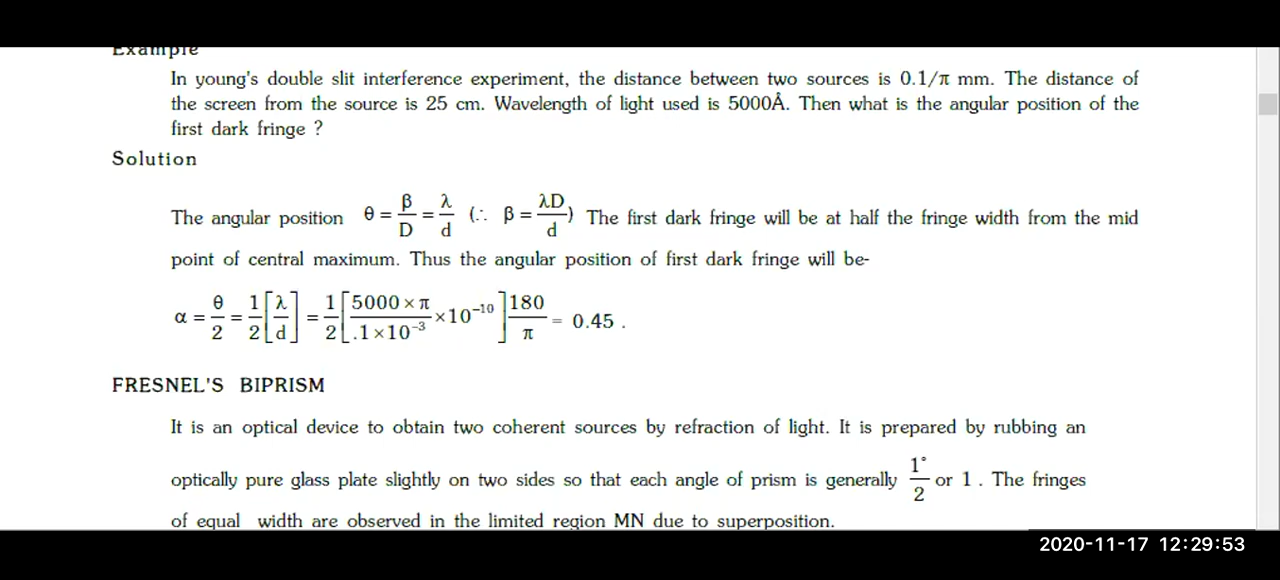 Example
In young's double slit interference experiment, the distance between two sources is 0.1/π mm. The distance of
the screen from the source is 25 cm. Wavelength of light used is 5000Å. Then what is the angular position of the
first dark fringe ?
Solution
The angular position θ = β/D = λ/d (∴ β = λD/d) The first dark fringe will be at half the fringe width from the mid
point of central maximum. Thus the angular position of first dark fringe will be-
α = θ/2 = 1/2 [λ/d] = 1/2 [5000 × π/.1 × 10⁻³ × 10⁻¹⁰] 180/π = 0.45 .
FRESNEL'S BIPRISM
It is an optical device to obtain two coherent sources by refraction of light. It is prepared by rubbing an
optically pure glass plate slightly on two sides so that each angle of prism is generally 1°/2 or 1 . The fringes
of equal width are observed in the limited region MN due to superposition.
2020-11-17 12:29:53